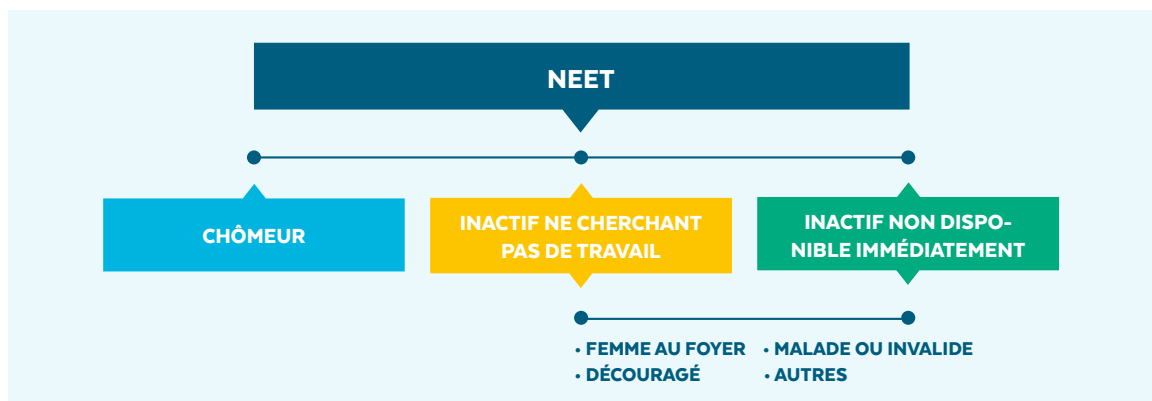 NEET
CHÔMEUR
INACTIF NE CHERCHANT
PAS DE TRAVAIL
INACTIF NON DISPO-
NIBLE IMMÉDIATEMENT
• FEMME AU FOYER
• DÉCOURAGÉ
• MALADE OU INVALIDE
• AUTRES